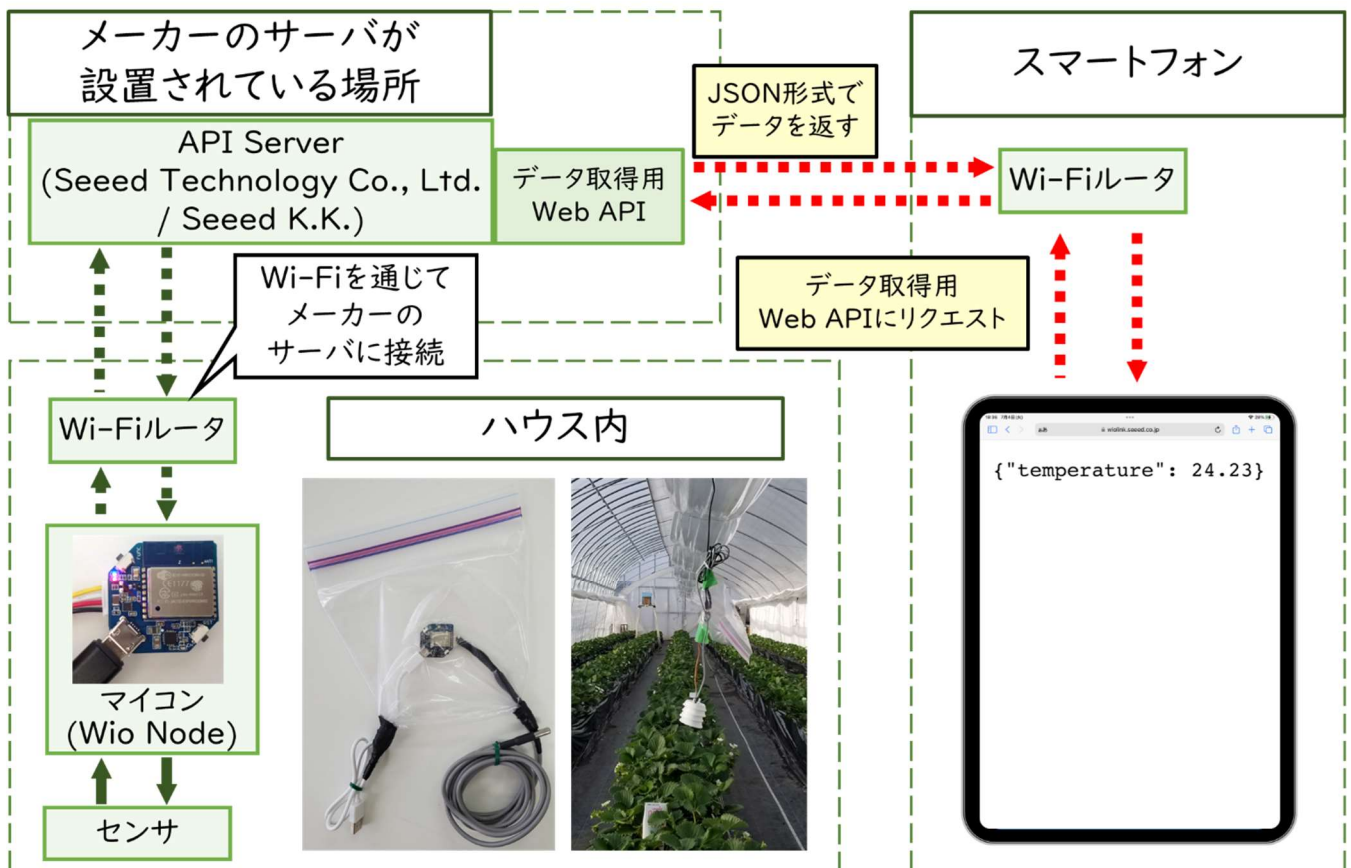 メーカーのサーバが
設置されている場所
API Server
(Seeed Technology Co., Ltd.
/ Seeed K.K.)
データ取得用
Web API
JSON形式で
データを返す
スマートフォン
Wi-Fiルータ
データ取得用
Web APIにリクエスト
Wi-Fiを通じて
メーカーの
サーバに接続
Wi-Fiルータ
ハウス内
マイコン
(Wio Node)
センサ
wiolink.seeed.co.jp
{"temperature": 24.23}